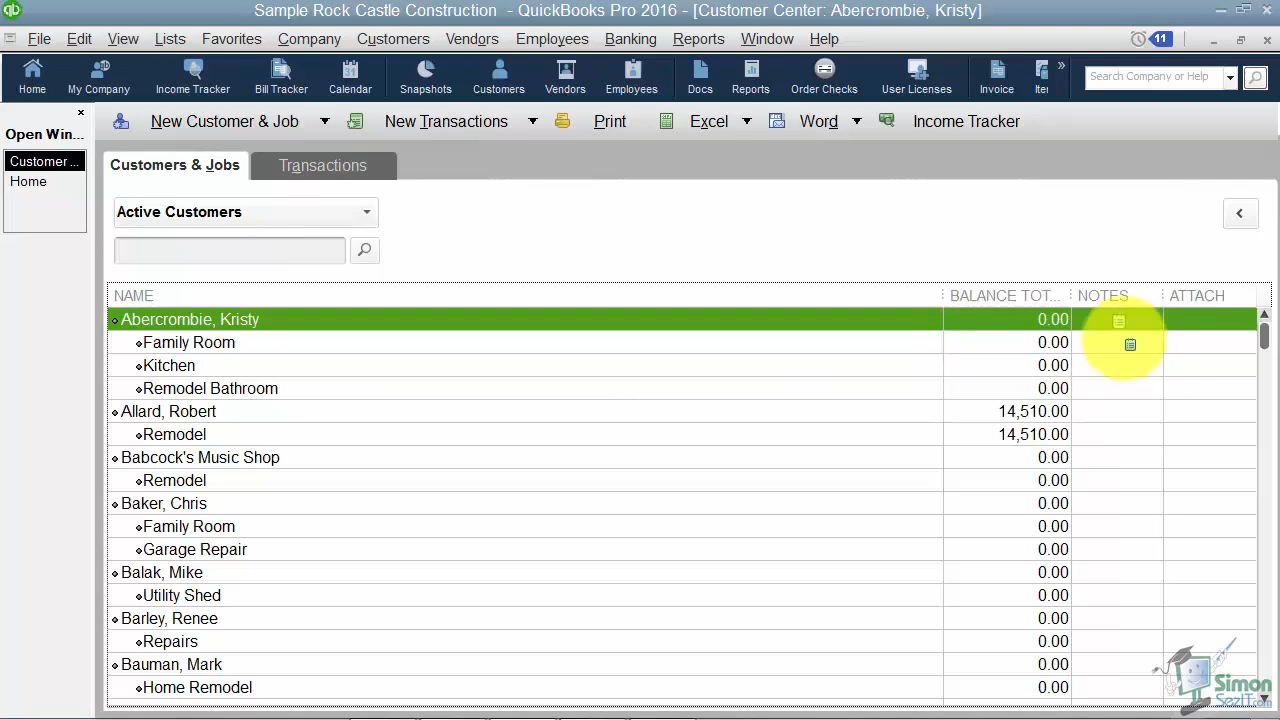 Sample Rock Castle Construction - QuickBooks Pro 2016 - [Customer Center: Abercrombie, Kristy]
File Edit View Lists Favorites Company Customers Vendors Employees Banking Reports Window Help 11
Home My Company Income Tracker Bill Tracker Calendar Snapshots Customers Vendors Employees Docs Reports Order Checks User Licenses Invoice Iter » Search Company or Help
New Customer & Job New Transactions Print Excel Word Income Tracker
Open Win...
Customer ...
Home
Customers & Jobs Transactions
Active Customers
NAME BALANCE TOT... NOTES ATTACH
Abercrombie, Kristy 0.00
Family Room 0.00
Kitchen 0.00
Remodel Bathroom 0.00
Allard, Robert 14,510.00
Remodel 14,510.00
Babcock's Music Shop 0.00
Remodel 0.00
Baker, Chris 0.00
Family Room 0.00
Garage Repair 0.00
Balak, Mike 0.00
Utility Shed 0.00
Barley, Renee 0.00
Repairs 0.00
Bauman, Mark 0.00
Home Remodel 0.00
Simon
SezIT.com